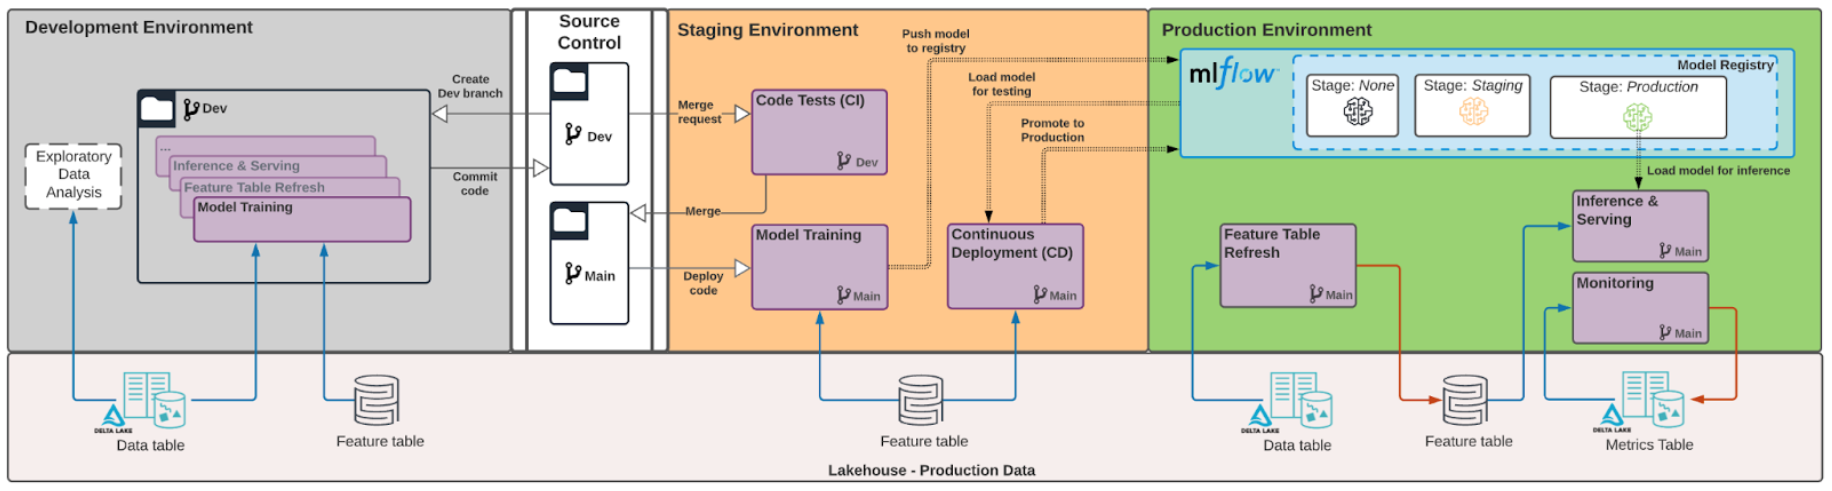 Development Environment
Create
Dev branch
Dev
...
Inference & Serving
Feature Table Refresh
Model Training
Exploratory
Data
Analysis
Commit
code
Source
Control
Dev
Main
Staging Environment
Merge
request
Code Tests (CI)
Dev
Merge
Deploy
code
Model Training
Main
Push model
to registry
Load model
for testing
Promote to
Production
Continuous
Deployment (CD)
Main
Production Environment
mlflow™
Model Registry
Stage: None
Stage: Staging
Stage: Production
Load model for inference
Inference &
Serving
Main
Feature Table
Refresh
Main
Monitoring
Main
DELTA LAKE
Data table
Feature table
Feature table
DELTA LAKE
Data table
Feature table
DELTA LAKE
Metrics Table
Lakehouse - Production Data